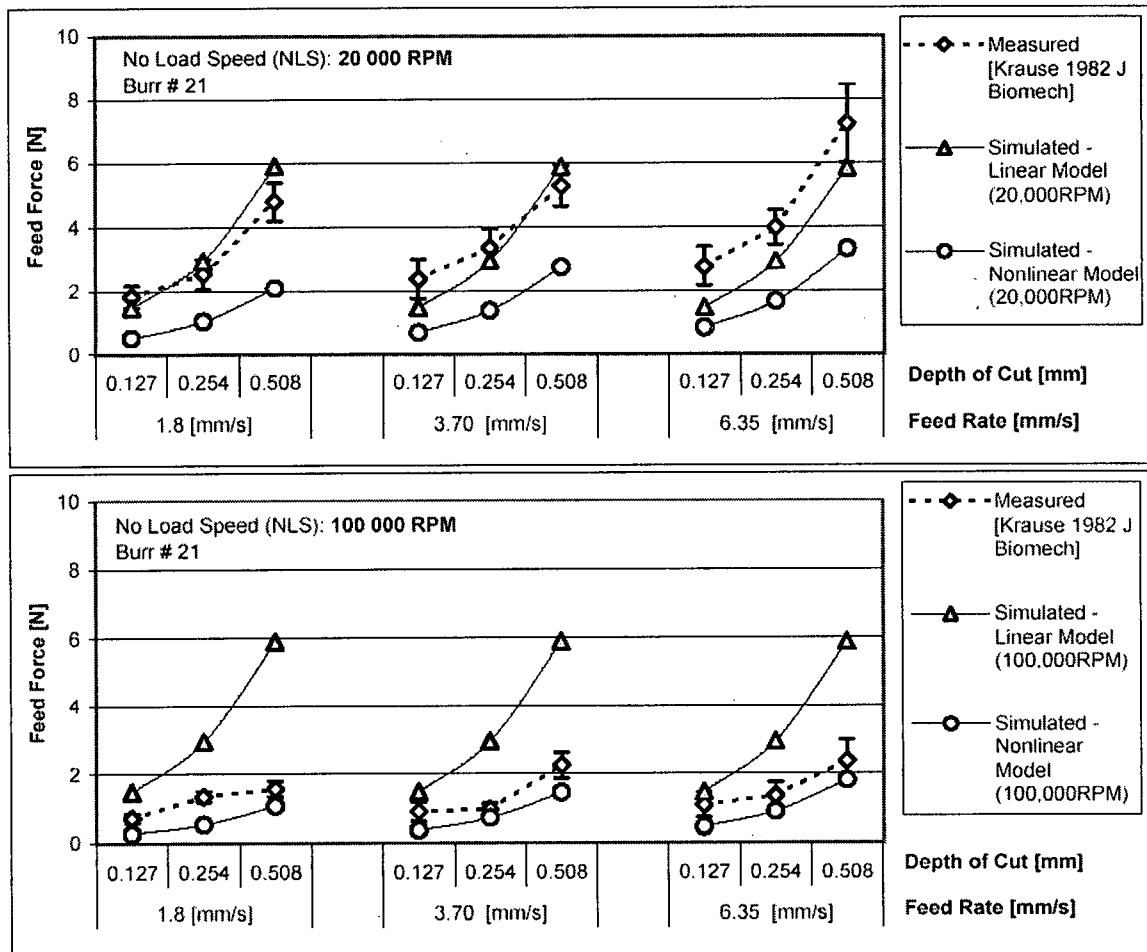 10
8
6
4
2
0
Feed Force [N]
No Load Speed (NLS): 20 000 RPM
Burr # 21
0.127 0.254 0.508 0.127 0.254 0.508 0.127 0.254 0.508
1.8 [mm/s] 3.70 [mm/s] 6.35 [mm/s]
Depth of Cut [mm]
Feed Rate [mm/s]
Measured
[Krause 1982 J
Biomech]
Simulated -
Linear Model
(20,000RPM)
Simulated -
Nonlinear Model
(20,000RPM)
10
8
6
4
2
0
Feed Force [N]
No Load Speed (NLS): 100 000 RPM
Burr # 21
0.127 0.254 0.508 0.127 0.254 0.508 0.127 0.254 0.508
1.8 [mm/s] 3.70 [mm/s] 6.35 [mm/s]
Depth of Cut [mm]
Feed Rate [mm/s]
Measured
[Krause 1982 J
Biomech]
Simulated -
Linear Model
(100,000RPM)
Simulated -
Nonlinear
Model
(100,000RPM)